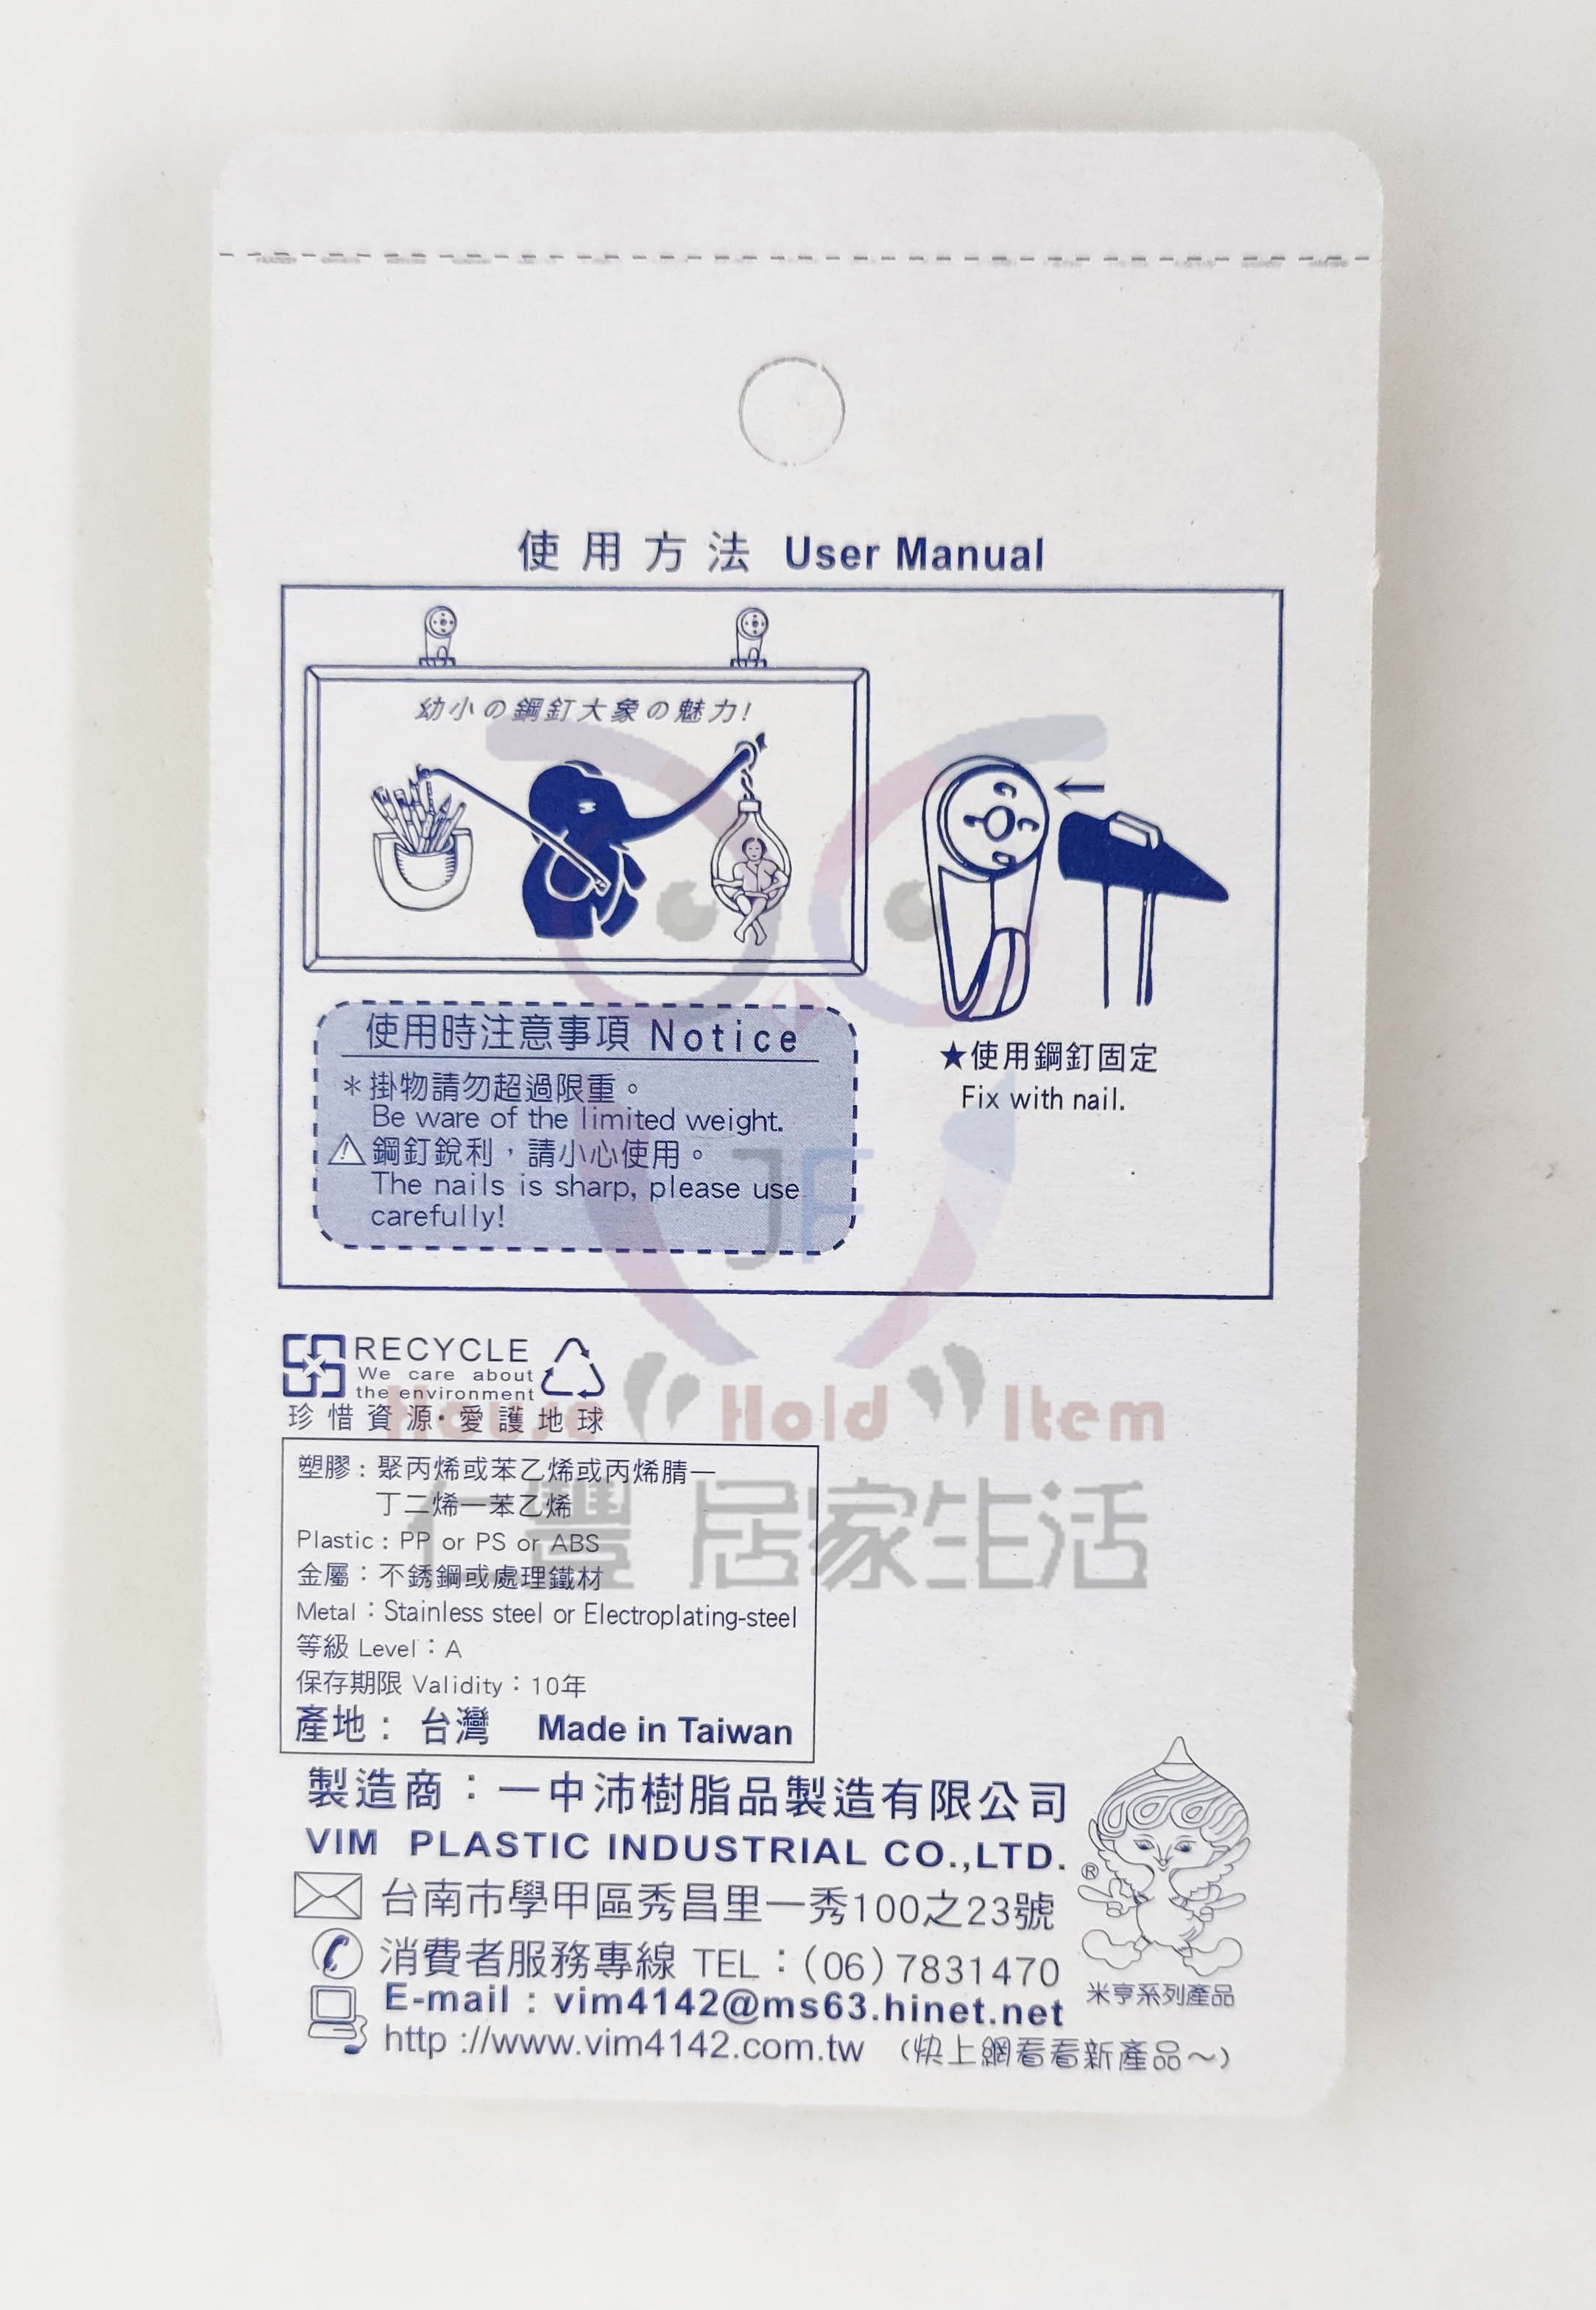 使用方法 User Manual
幼小の鋼釘大象の魅力!
使用時注意事項 Notice
＊掛物請勿超過限重。
Be ware of the limited weight.
⚠鋼釘銳利，請小心使用。
The nails is sharp, please use
carefully!
★使用鋼釘固定
Fix with nail.
JF
RECYCLE
We care about
the environment
珍惜資源·愛護地球
House Hold Item
仁豐 居家生活
塑膠：聚丙烯或苯乙烯或丙烯腈一
丁二烯一苯乙烯
Plastic：PP or PS or ABS
金屬：不銹鋼或處理鐵材
Metal：Stainless steel or Electroplating-steel
等級 Level：A
保存期限 Validity：10年
產地： 台灣 Made in Taiwan
製造商：一中沛樹脂品製造有限公司
VIM PLASTIC INDUSTRIAL CO.,LTD.
®
台南市學甲區秀昌里一秀100之23號
消費者服務專線 TEL：(06)7831470
E-mail : vim4142@ms63.hinet.net
米亨系列產品
http ://www.vim4142.com.tw （快上網看看新產品～）